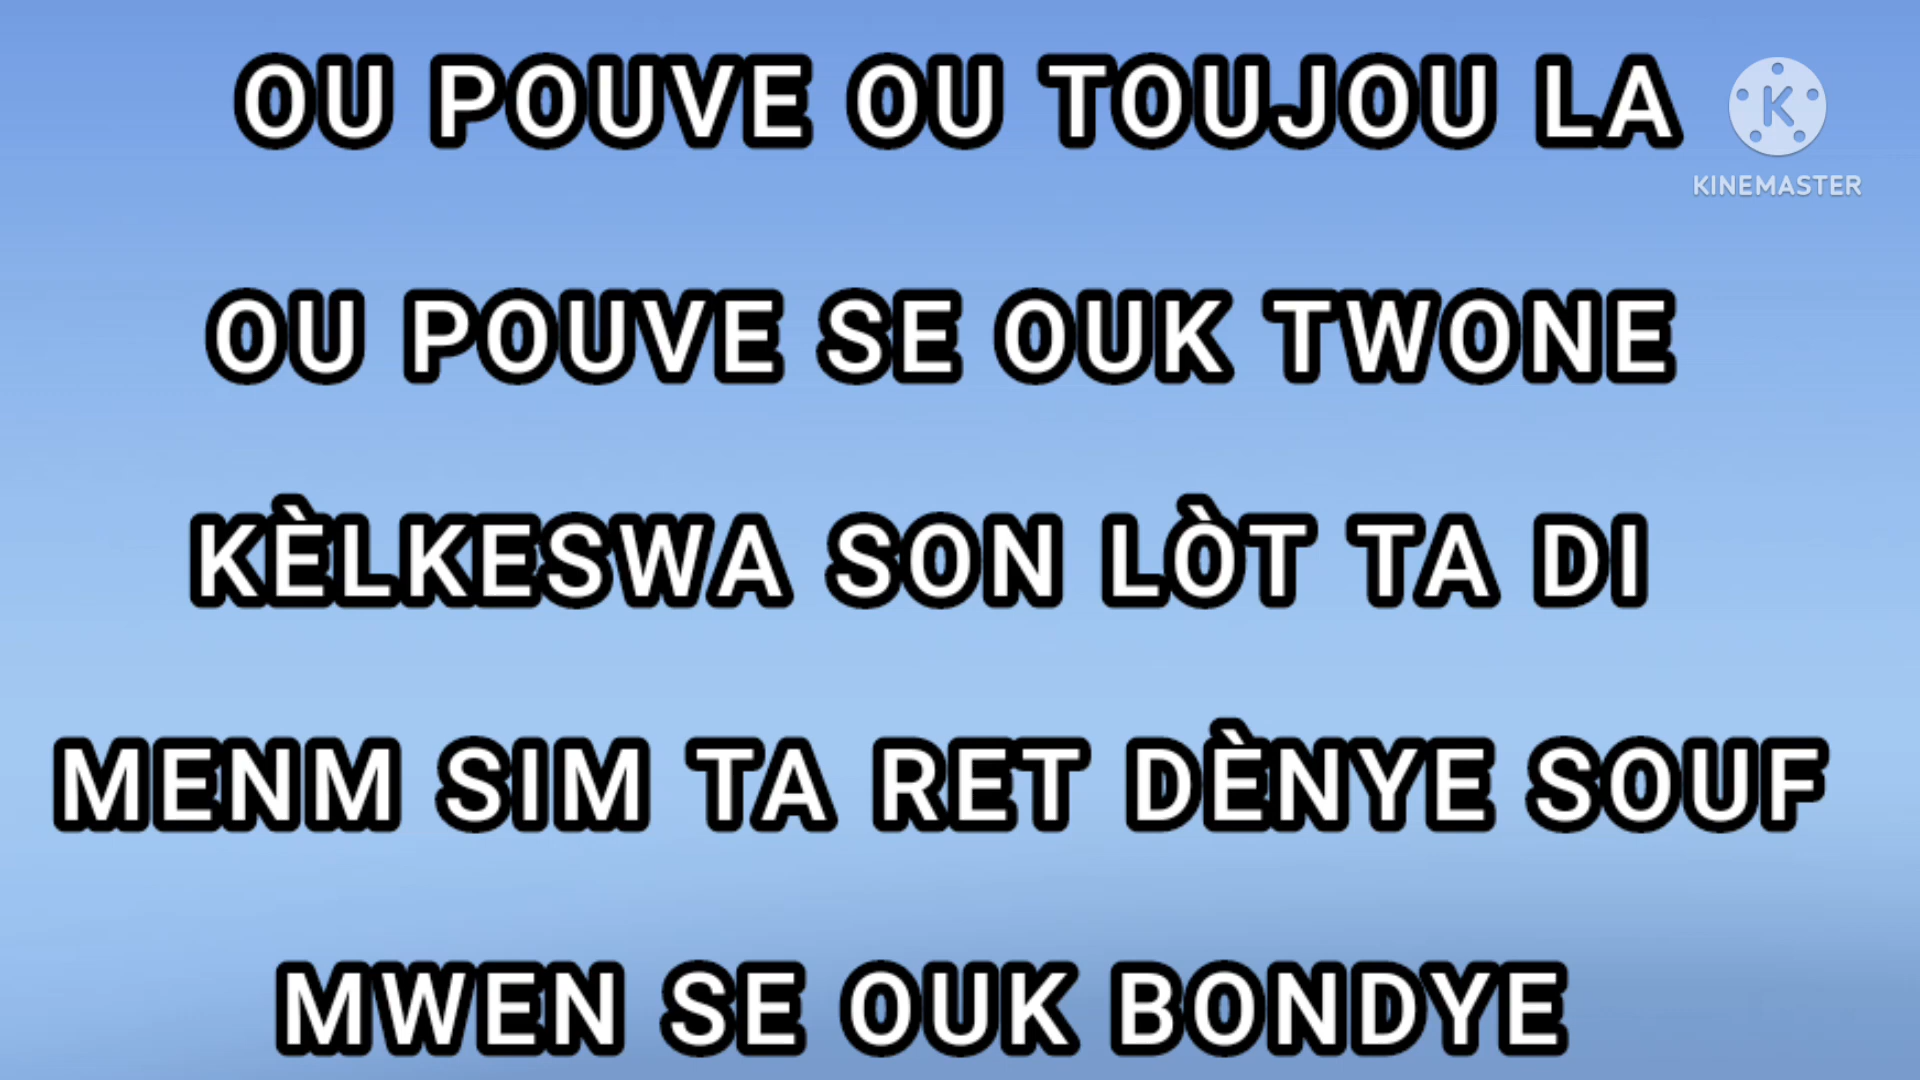 OU POUVE OU TOUJOU LA
KINEMASTER
OU POUVE SE OUK TWONE
KÈLKESWA SON LÒT TA DI
MENM SIM TA RET DÈNYE SOUF
MWEN SE OUK BONDYE